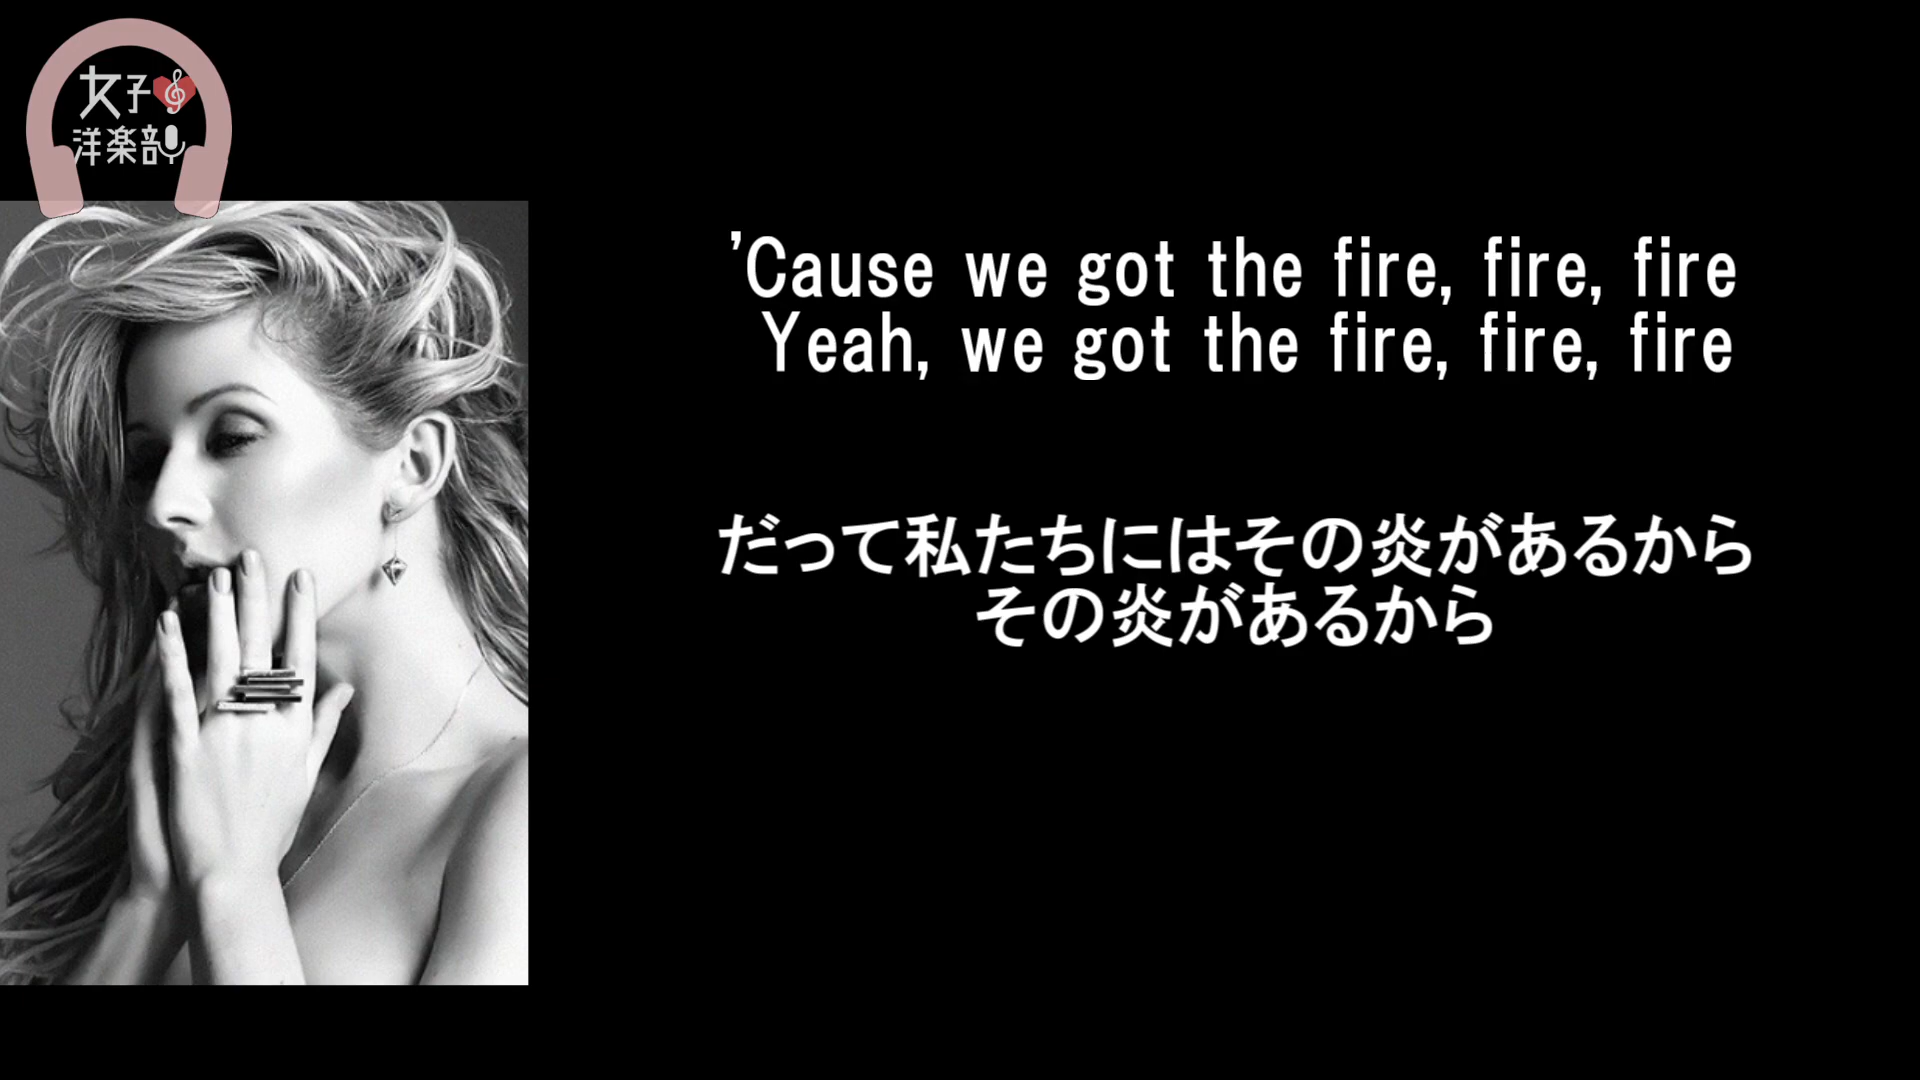 女子
洋楽部
'Cause we got the fire, fire, fire
Yeah, we got the fire, fire, fire
だって私たちにはその炎があるから
その炎があるから